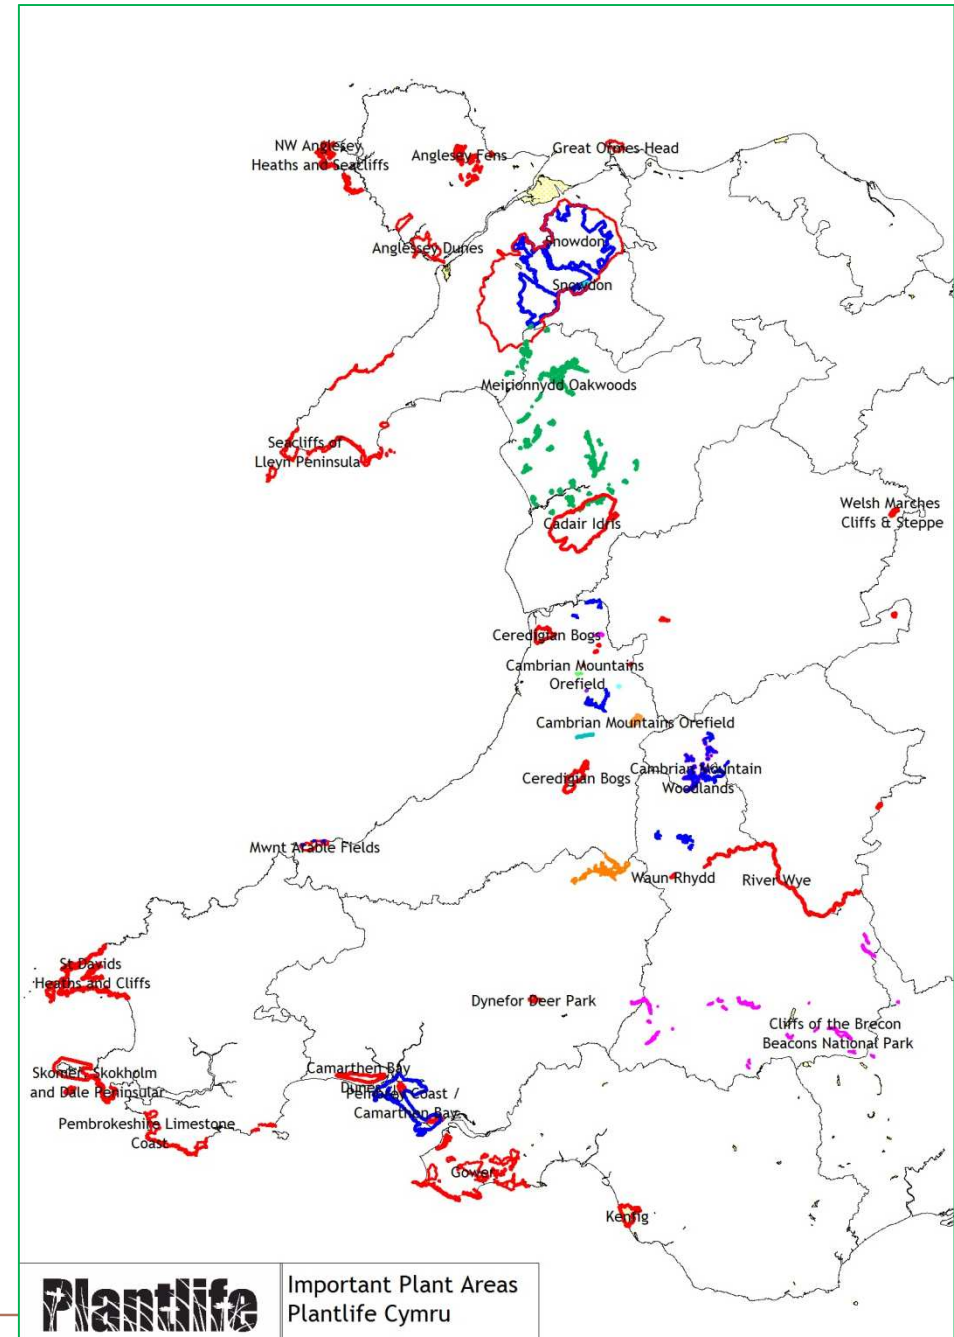 NW Anglesey
Heaths and Seacliffs
Anglesey Fens
Great Ormes Head
Anglessey Dunes
Snowdon
Snowdon
Meirionnydd Oakwoods
Seacliffs of
Lleyn Peninsula
Welsh Marches
Cliffs & Steppe
Cadair Idris
Ceredigian Bogs
Cambrian Mountains
Orefield
Cambrian Mountains Orefield
Ceredigian Bogs
Cambrian Mountain
Woodlands
Mwnt Arable Fields
Waun Rhydd
River Wye
St Davids
Heaths and Cliffs
Dynefor Deer Park
Cliffs of the Brecon
Beacons National Park
Skomer, Skokholm
and Dale Peninsular
Camarthen Bay
Dunes
Pembrey Coast /
Camarthen Bay
Pembrokeshire Limestone
Coast
Gower
Kenfig
Plantlife
Important Plant Areas
Plantlife Cymru